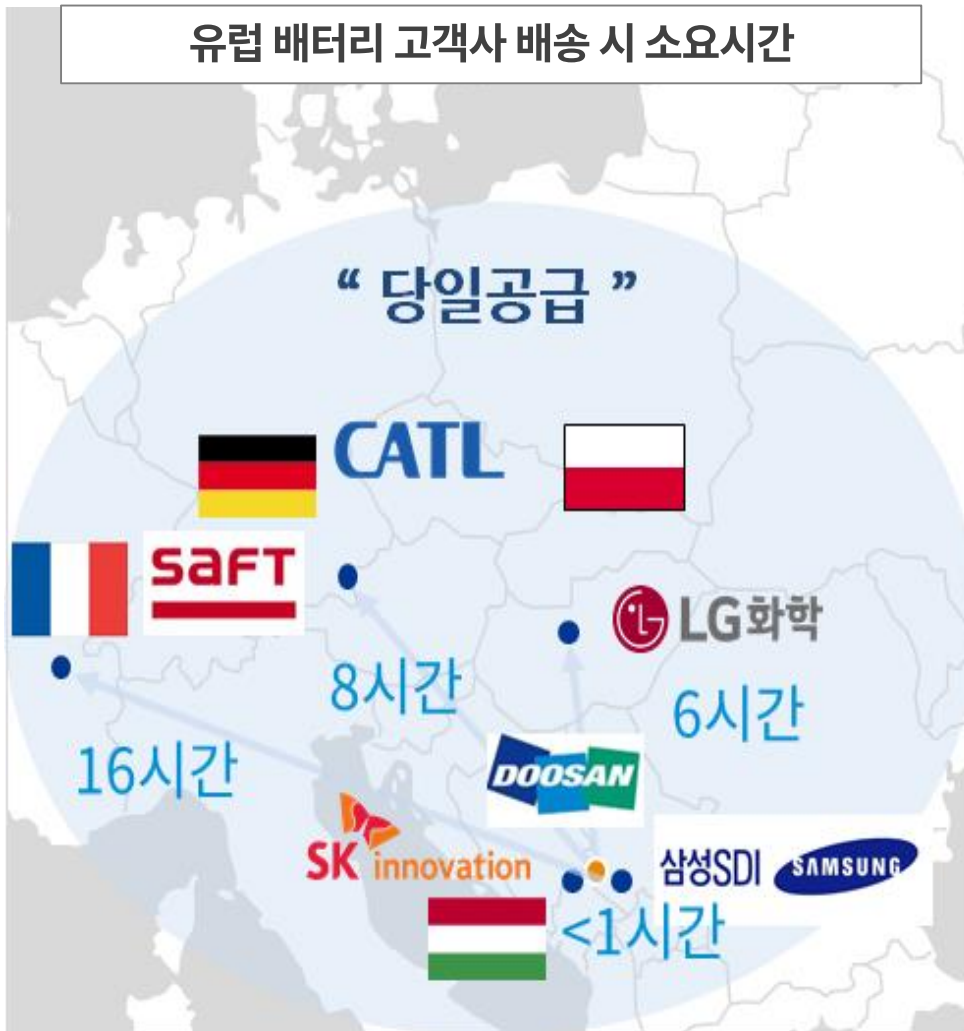 유럽 배터리 고객사 배송 시 소요시간
“ 당일공급 ”
CATL
SAFT
LG화학
8시간
6시간
16시간
DOOSAN
SK innovation
삼성SDI SAMSUNG
<1시간